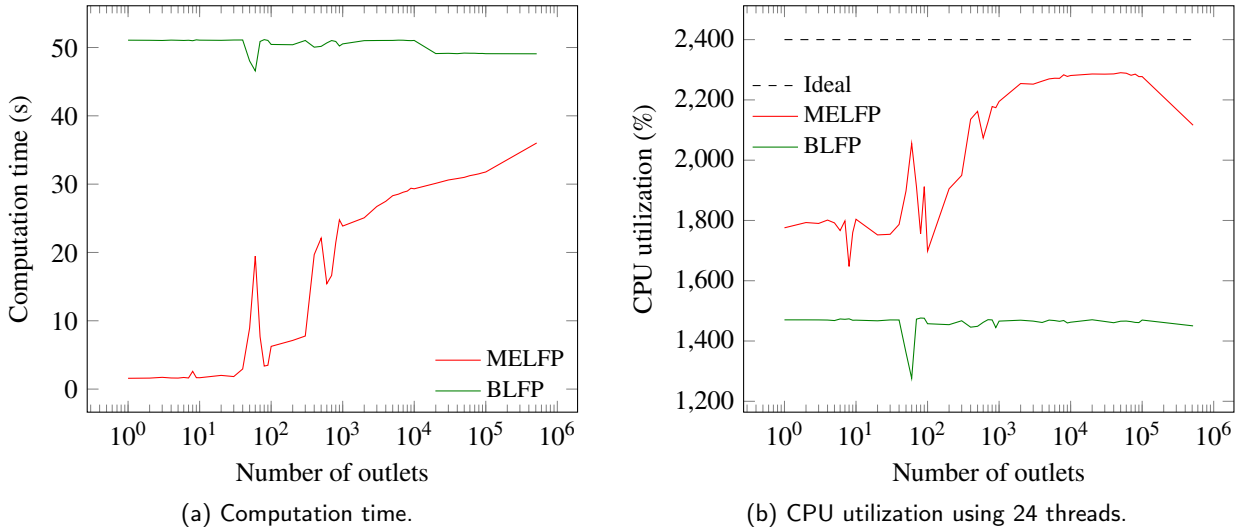 60
50
40
30
20
10
0
Computation time (s)
MELFP
BLFP
10^0 10^1 10^2 10^3 10^4 10^5 10^6
Number of outlets
(a) Computation time.
2,400
2,200
2,000
1,800
1,600
1,400
1,200
CPU utilization (%)
Ideal
MELFP
BLFP
10^0 10^1 10^2 10^3 10^4 10^5 10^6
Number of outlets
(b) CPU utilization using 24 threads.